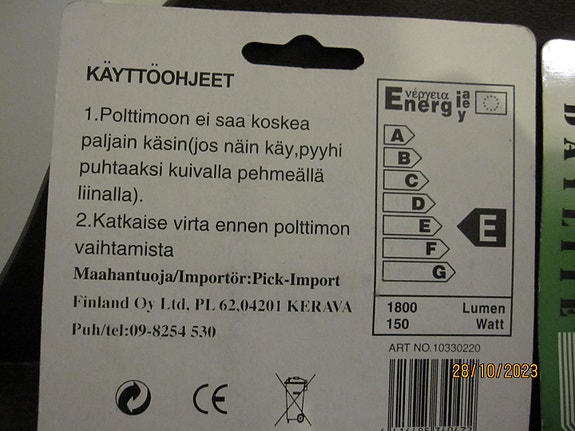 KÄYTTÖOHJEET
1.Polttimoon ei saa koskea
paljain käsin(jos näin käy,pyyhi
puhtaaksi kuivalla pehmeällä
liinalla).
2.Katkaise virta ennen polttimon
vaihtamista
Maahantuoja/Importör:Pick-Import
Finland Oy Ltd, PL 62,04201 KERAVA
Puh/tel:09-8254 530
CE
Energ
νέργεια
ia
ie
y
A
B
C
D
E
F
G
E
1800 Lumen
150 Watt
ART NO.10330220
28/10/2023
DAYLITE